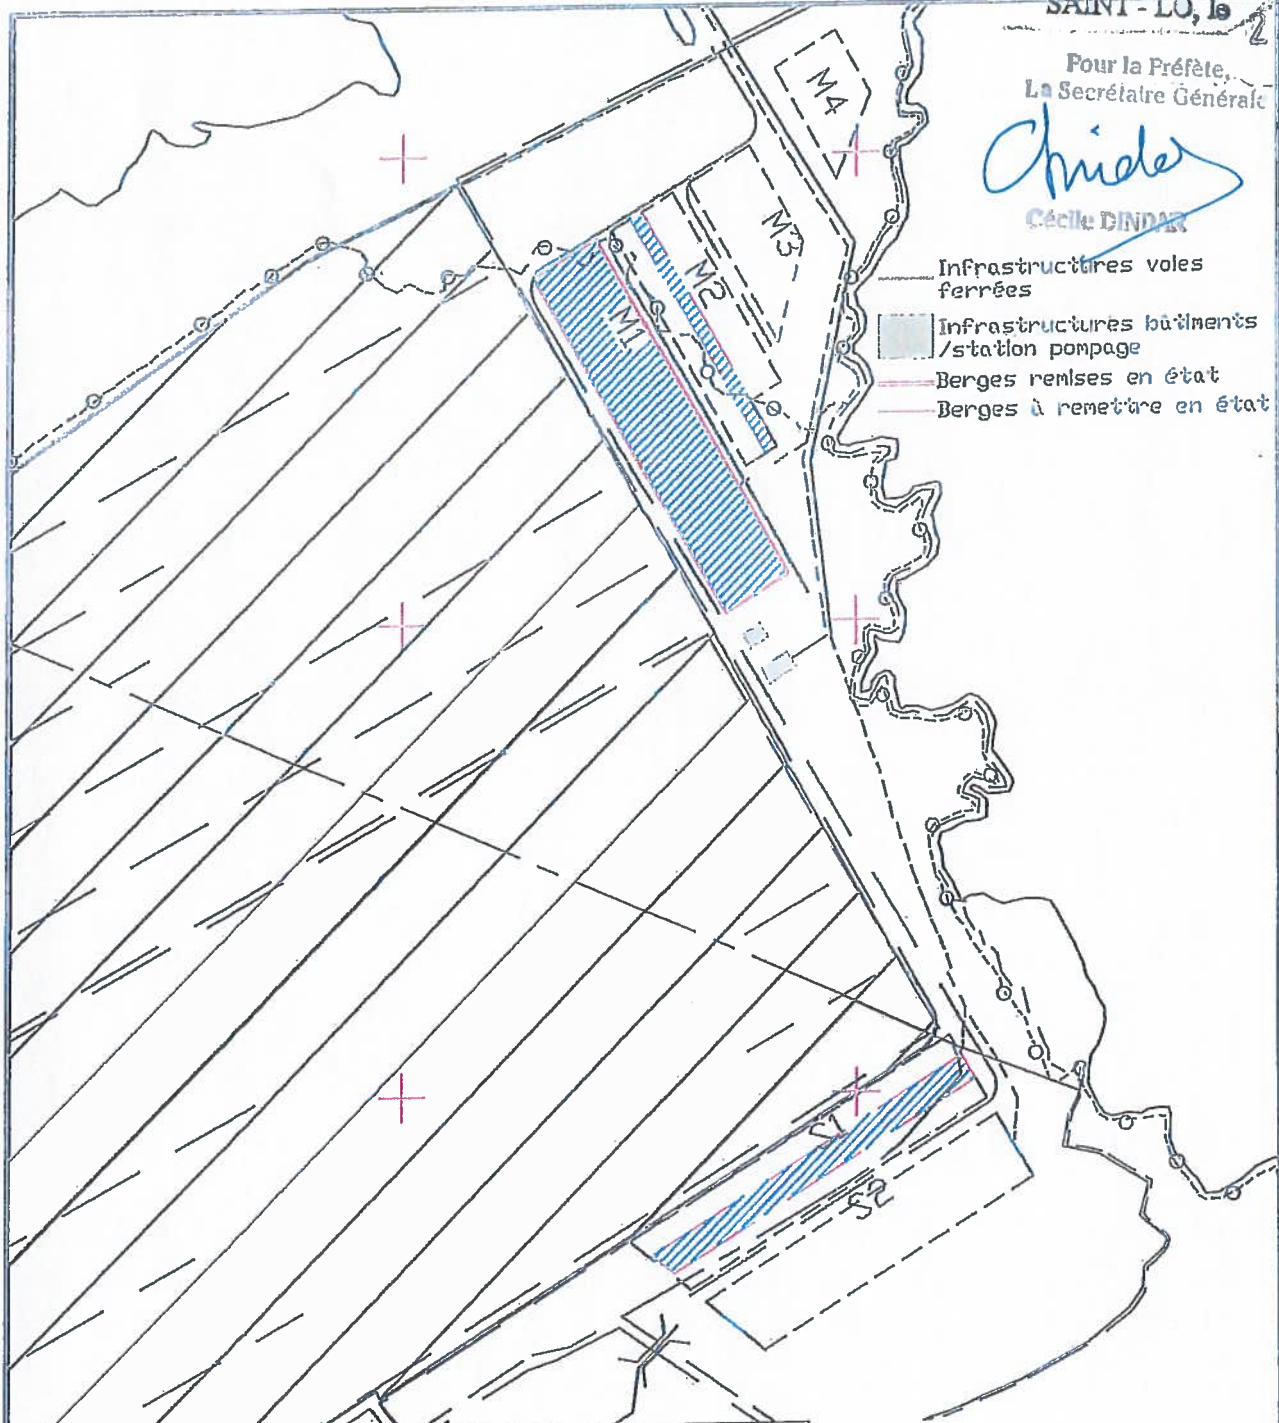 SAINT - LO, le
2
Pour la Préfète,
La Secrétaire Générale
Cécile DINDAR
Infrastructures voies
ferrées
Infrastructures bâtiments
/station pompage
Berges remises en état
Berges à remettre en état
M4
M3
M2
M1
S1
S2